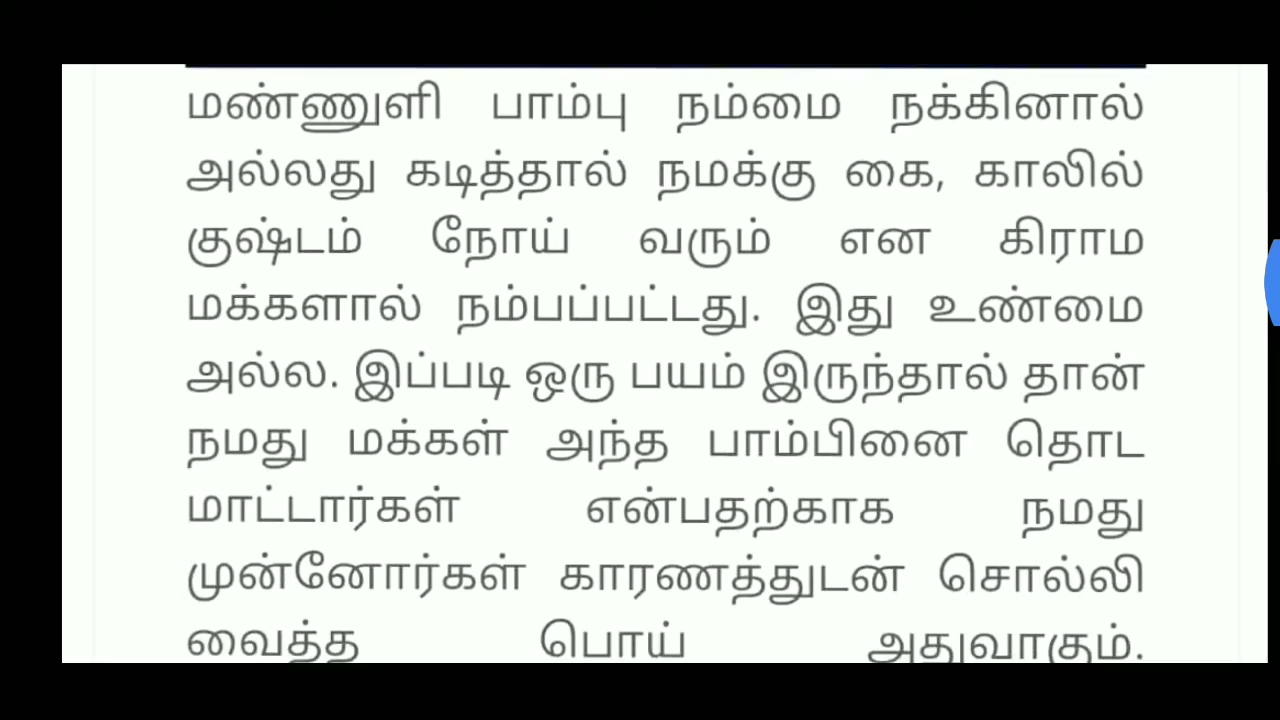 மண்ணுளி பாம்பு நம்மை நக்கினால்
அல்லது கடித்தால் நமக்கு கை, காலில்
குஷ்டம் நோய் வரும் என கிராம
மக்களால் நம்பப்பட்டது. இது உண்மை
அல்ல. இப்படி ஒரு பயம் இருந்தால் தான்
நமது மக்கள் அந்த பாம்பினை தொட
மாட்டார்கள் என்பதற்காக நமது
முன்னோர்கள் காரணத்துடன் சொல்லி
வைத்த பொய் அதுவாகும்.